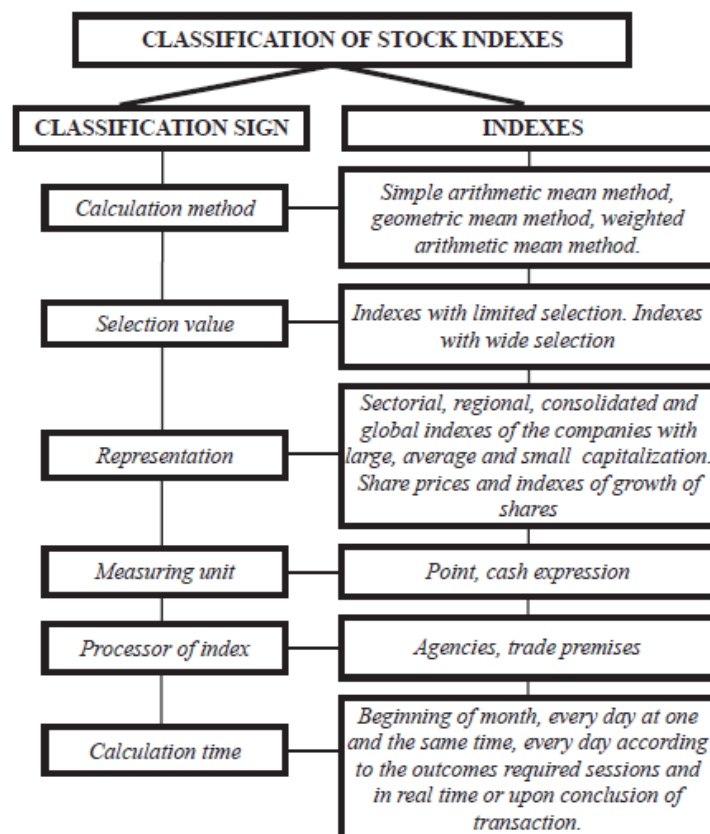 CLASSIFICATION OF STOCK INDEXES
CLASSIFICATION SIGN
INDEXES
Calculation method
Simple arithmetic mean method,
geometric mean method, weighted
arithmetic mean method.
Selection value
Indexes with limited selection. Indexes
with wide selection
Representation
Sectorial, regional, consolidated and
global indexes of the companies with
large, average and small capitalization.
Share prices and indexes of growth of
shares
Measuring unit
Point, cash expression
Processor of index
Agencies, trade premises
Calculation time
Beginning of month, every day at one
and the same time, every day according
to the outcomes required sessions and
in real time or upon conclusion of
transaction.